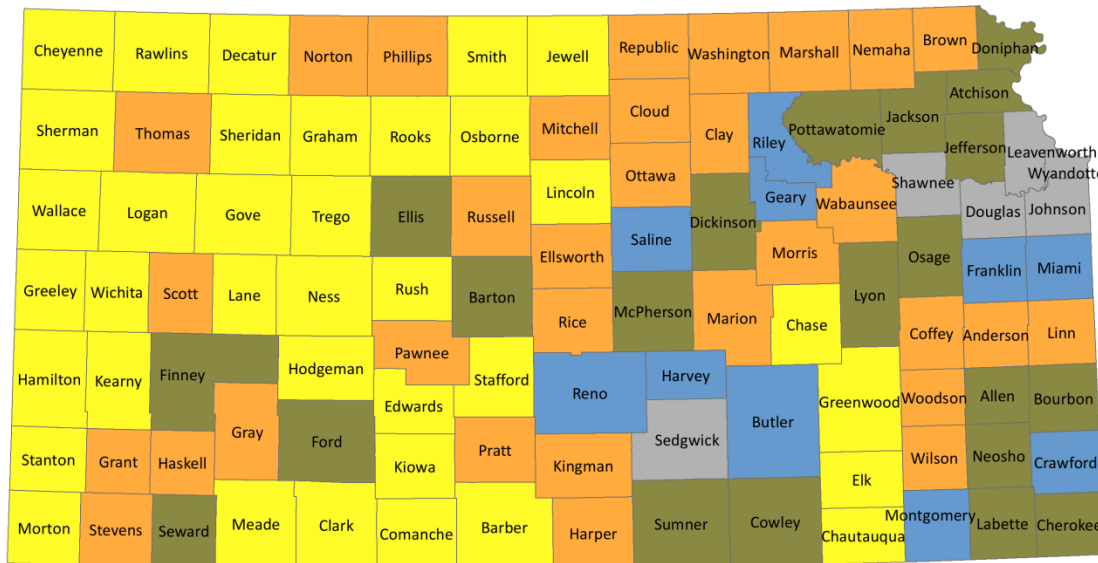 Cheyenne
Rawlins
Decatur
Norton
Phillips
Smith
Jewell
Republic
Washington
Marshall
Nemaha
Brown
Doniphan
Sherman
Thomas
Sheridan
Graham
Rooks
Osborne
Mitchell
Cloud
Clay
Riley
Pottawatomie
Jackson
Atchison
Jefferson
Leavenworth
Wyandotte
Wallace
Logan
Gove
Trego
Ellis
Russell
Lincoln
Ottawa
Saline
Dickinson
Geary
Wabaunsee
Shawnee
Douglas
Johnson
Greeley
Wichita
Scott
Lane
Ness
Rush
Barton
Ellsworth
Rice
McPherson
Marion
Morris
Chase
Lyon
Osage
Franklin
Miami
Coffey
Anderson
Linn
Hamilton
Kearny
Finney
Hodgeman
Pawnee
Stafford
Edwards
Reno
Harvey
Sedgwick
Butler
Greenwood
Woodson
Allen
Bourbon
Stanton
Grant
Haskell
Gray
Ford
Kiowa
Pratt
Kingman
Elk
Wilson
Neosho
Crawford
Morton
Stevens
Seward
Meade
Clark
Comanche
Barber
Harper
Sumner
Cowley
Chautauqua
Montgomery
Labette
Cherokee